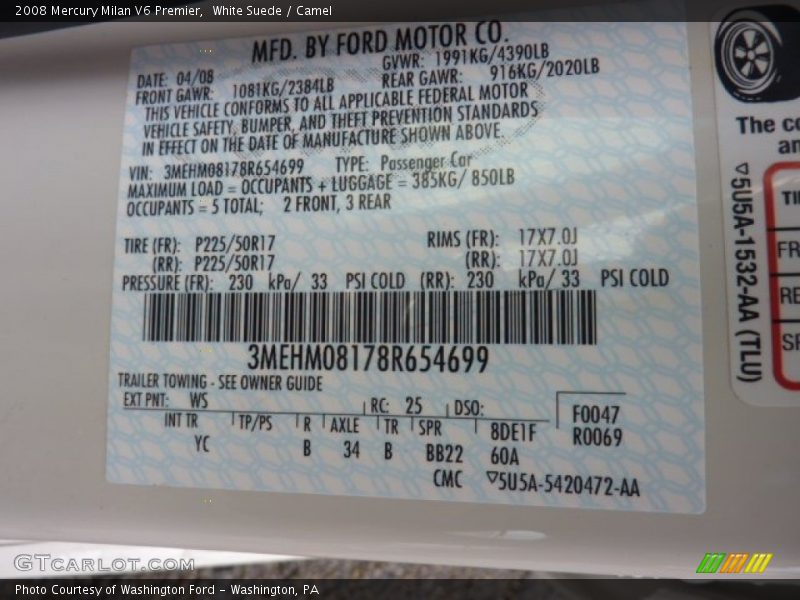 2008 Mercury Milan V6 Premier,  White Suede / Camel
MFD. BY FORD MOTOR CO.
DATE: 04/08 GVWR: 1991KG/4390LB
FRONT GAWR: 1081KG/2384LB REAR GAWR: 916KG/2020LB
THIS VEHICLE CONFORMS TO ALL APPLICABLE FEDERAL MOTOR
VEHICLE SAFETY, BUMPER, AND THEFT PREVENTION STANDARDS
IN EFFECT ON THE DATE OF MANUFACTURE SHOWN ABOVE.
VIN: 3MEHM08178R654699 TYPE: Passenger Car
MAXIMUM LOAD = OCCUPANTS + LUGGAGE = 385KG/ 850LB
OCCUPANTS = 5 TOTAL; 2 FRONT, 3 REAR
TIRE (FR): P225/50R17 RIMS (FR): 17X7.0J
(RR): P225/50R17 (RR): 17X7.0J
PRESSURE (FR): 230 kPa/ 33 PSI COLD (RR): 230 kPa/ 33 PSI COLD
3MEHM08178R654699
TRAILER TOWING - SEE OWNER GUIDE
EXT PNT: WS RC: 25 DSO: F0047
INT TR TP/PS R AXLE TR SPR 8DE1F R0069
YC B 34 B BB22 60A
CMC ▽5U5A-5420472-AA
The co
an
▽5U5A-1532-AA (TLU)
TI
FR
RE
SP
GTCarLot.com
Photo Courtesy of Washington Ford - Washington, PA